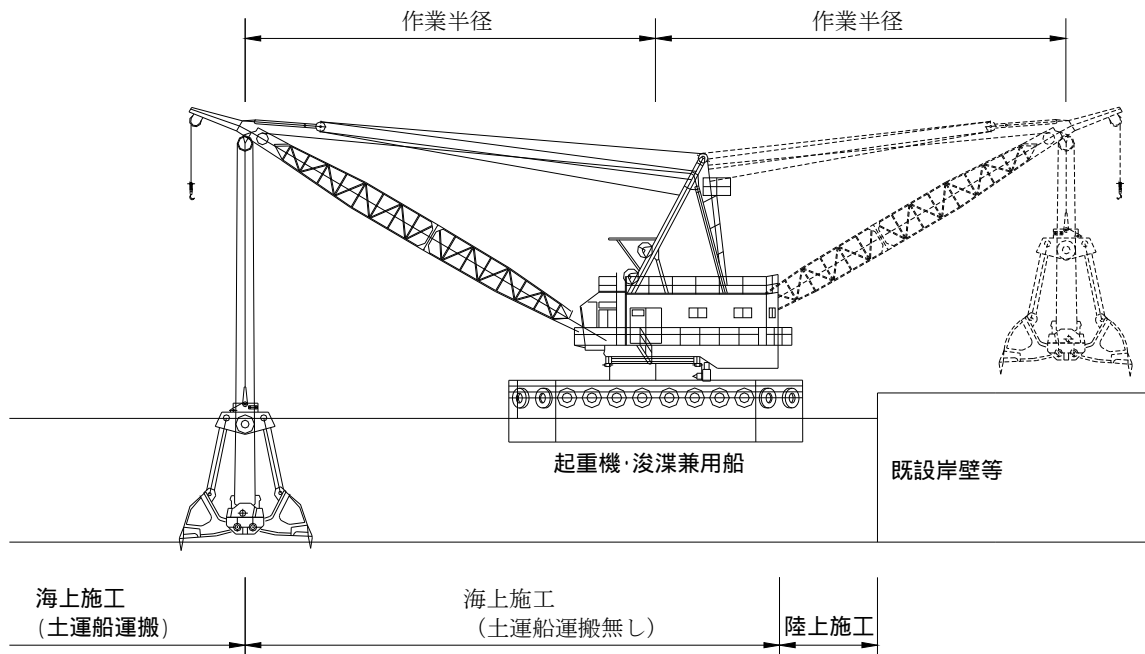 作業半径
作業半径
起重機･浚渫兼用船
既設岸壁等
海上施工
(土運船運搬)
海上施工
（土運船運搬無し）
陸上施工